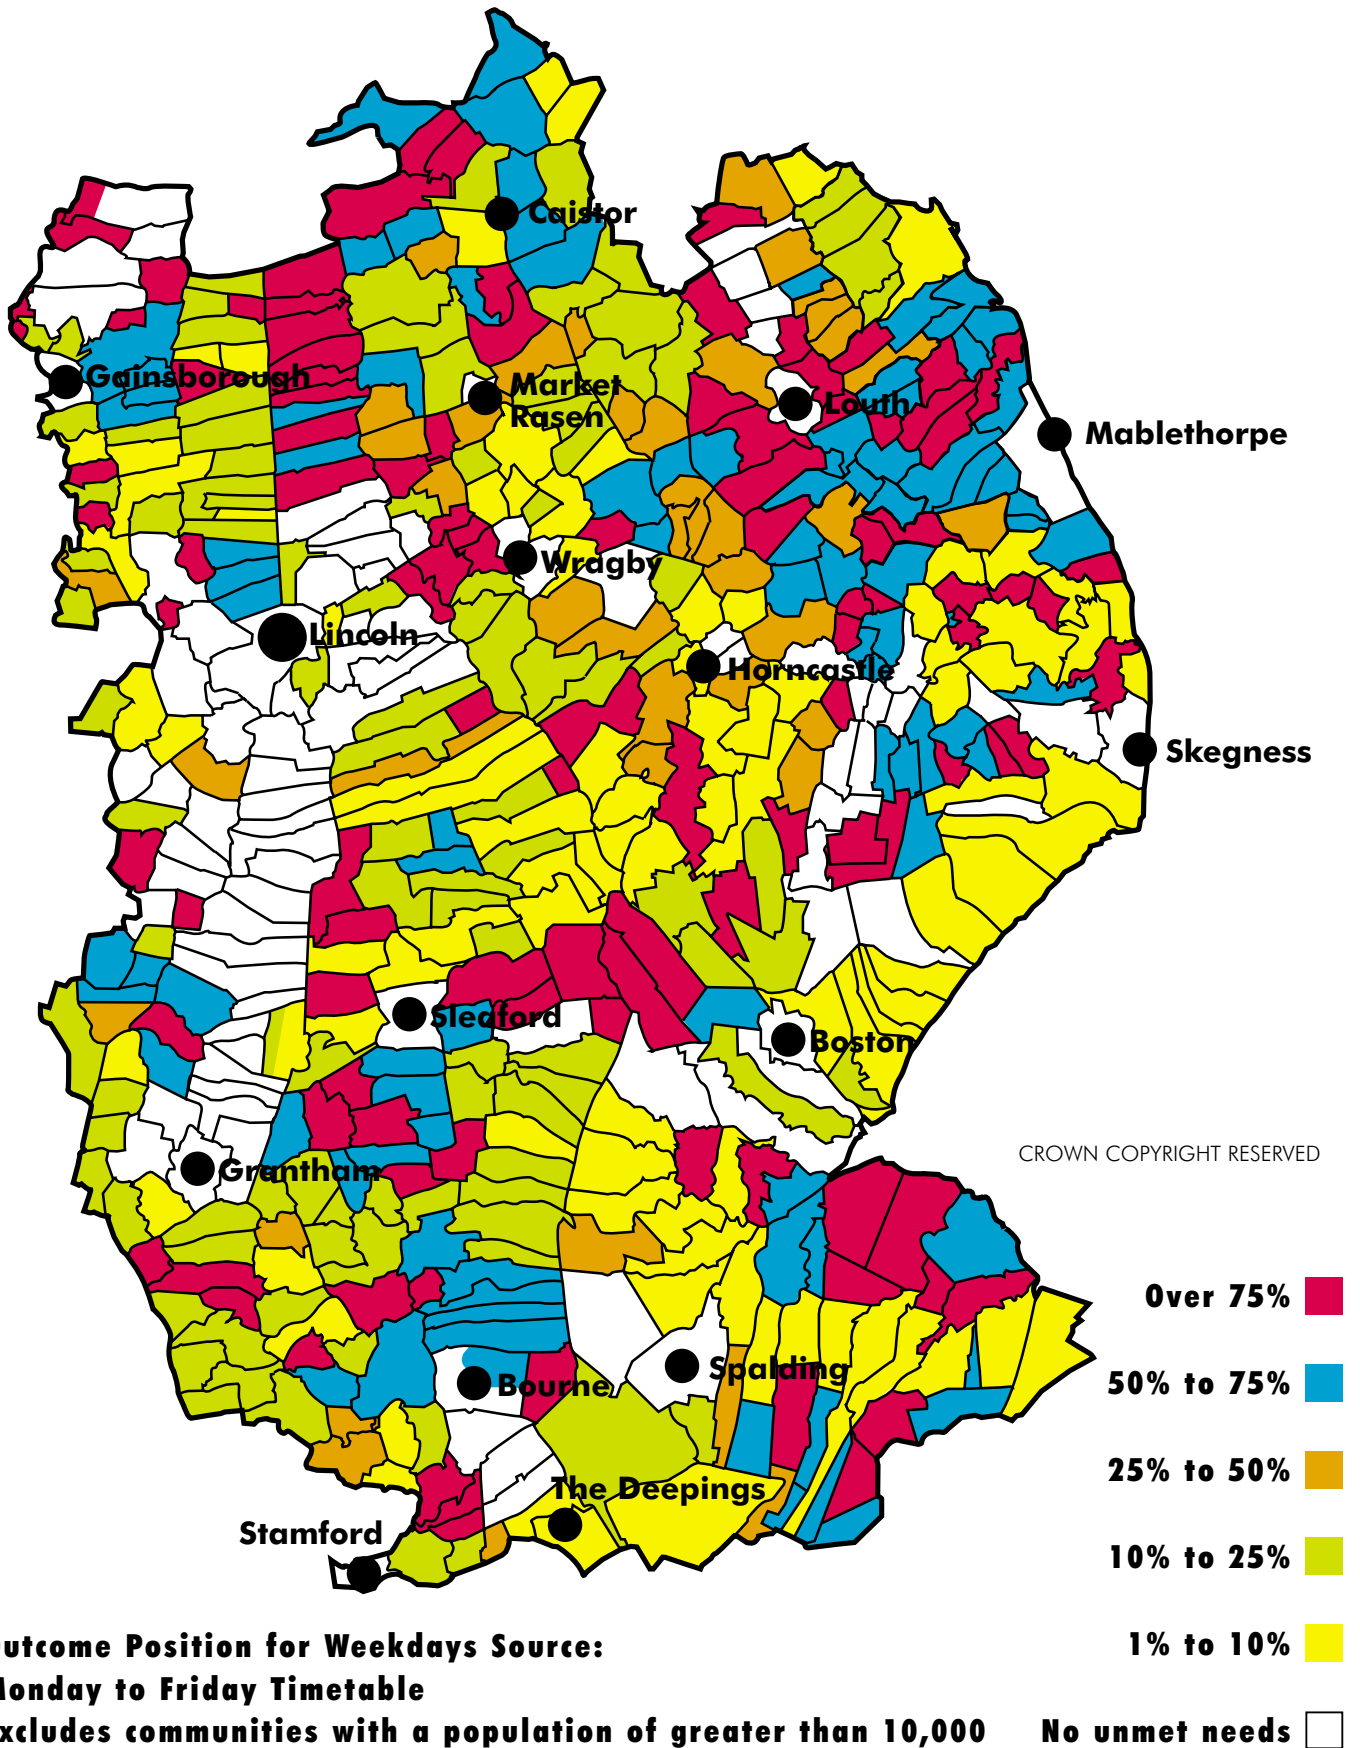 Caistor
Gainsborough
Market
Rasen
Louth
Mablethorpe
Wragby
Lincoln
Horncastle
Skegness
Sleaford
Boston
CROWN COPYRIGHT RESERVED
Grantham
Over 75%
Spalding
Bourne
50% to 75%
25% to 50%
The Deepings
Stamford
10% to 25%
utcome Position for Weekdays Source:
1% to 10%
onday to Friday Timetable
xcludes communities with a population of greater than 10,000
No unmet needs